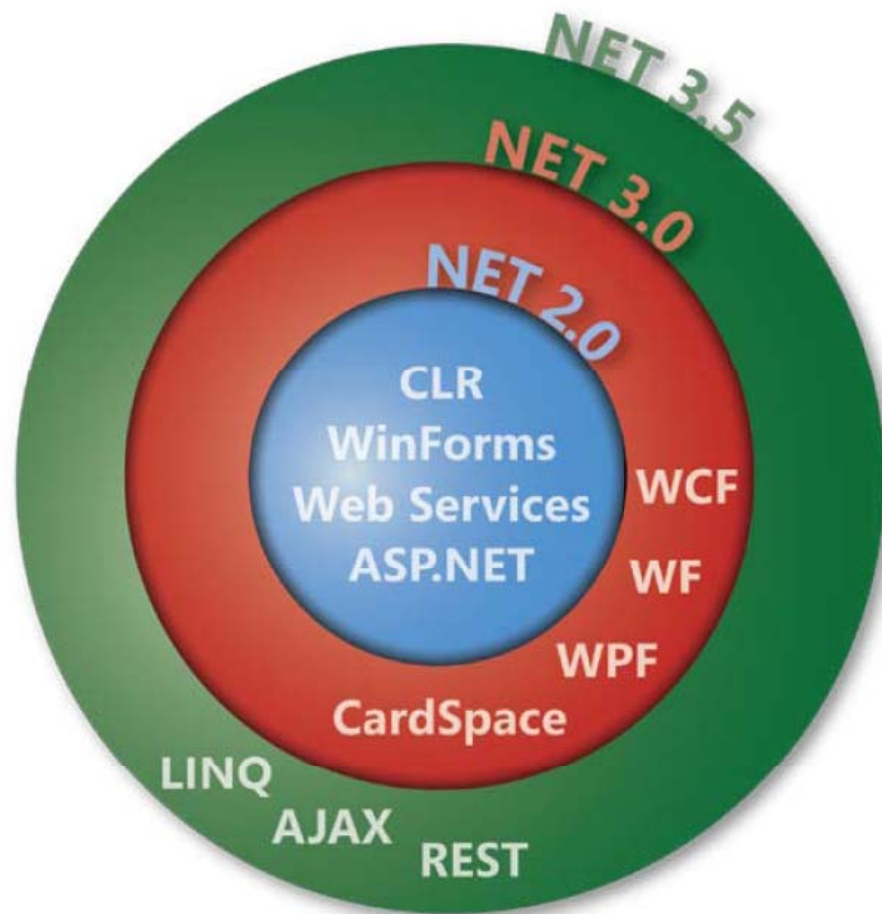 NET 3.5
NET 3.0
NET 2.0
CLR
WinForms
Web Services
ASP.NET
WCF
WF
WPF
CardSpace
LINQ
AJAX
REST